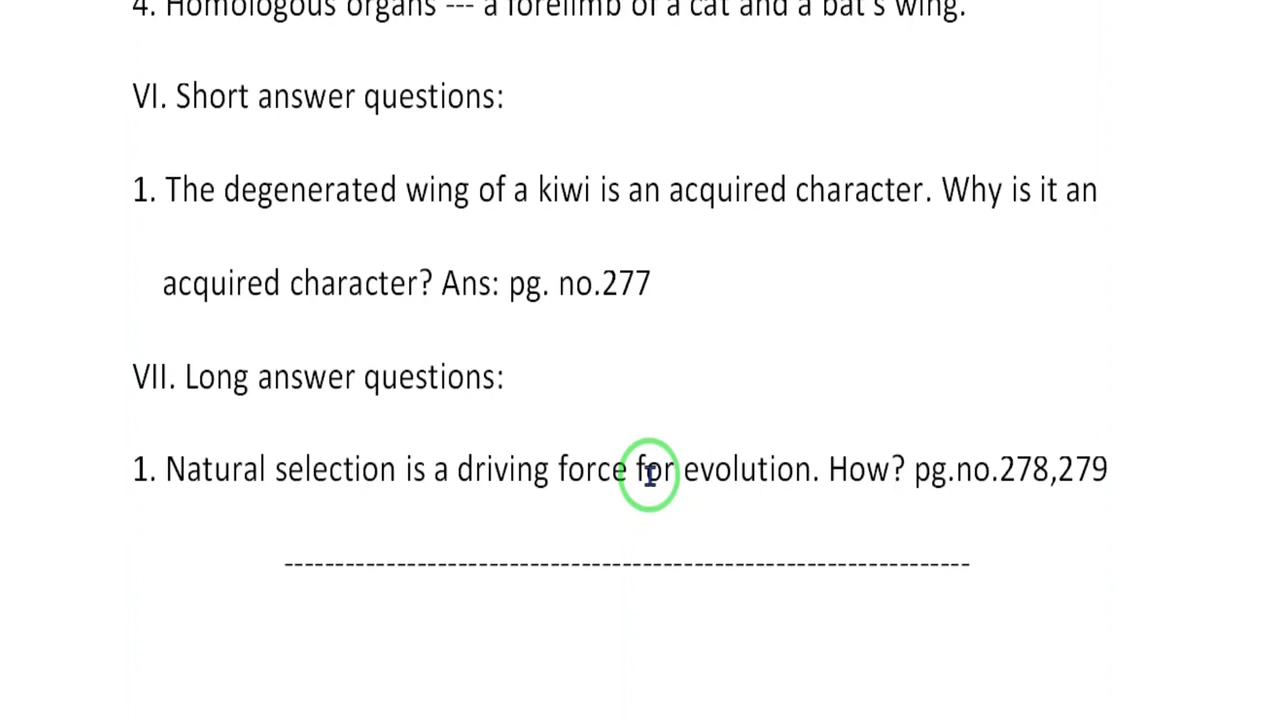 4. Homologous organs --- a forelimb of a cat and a bat's wing.
VI. Short answer questions:
1. The degenerated wing of a kiwi is an acquired character. Why is it an
acquired character? Ans: pg. no.277
VII. Long answer questions:
1. Natural selection is a driving force for evolution. How? pg.no.278,279
-------------------------------------------------------------------